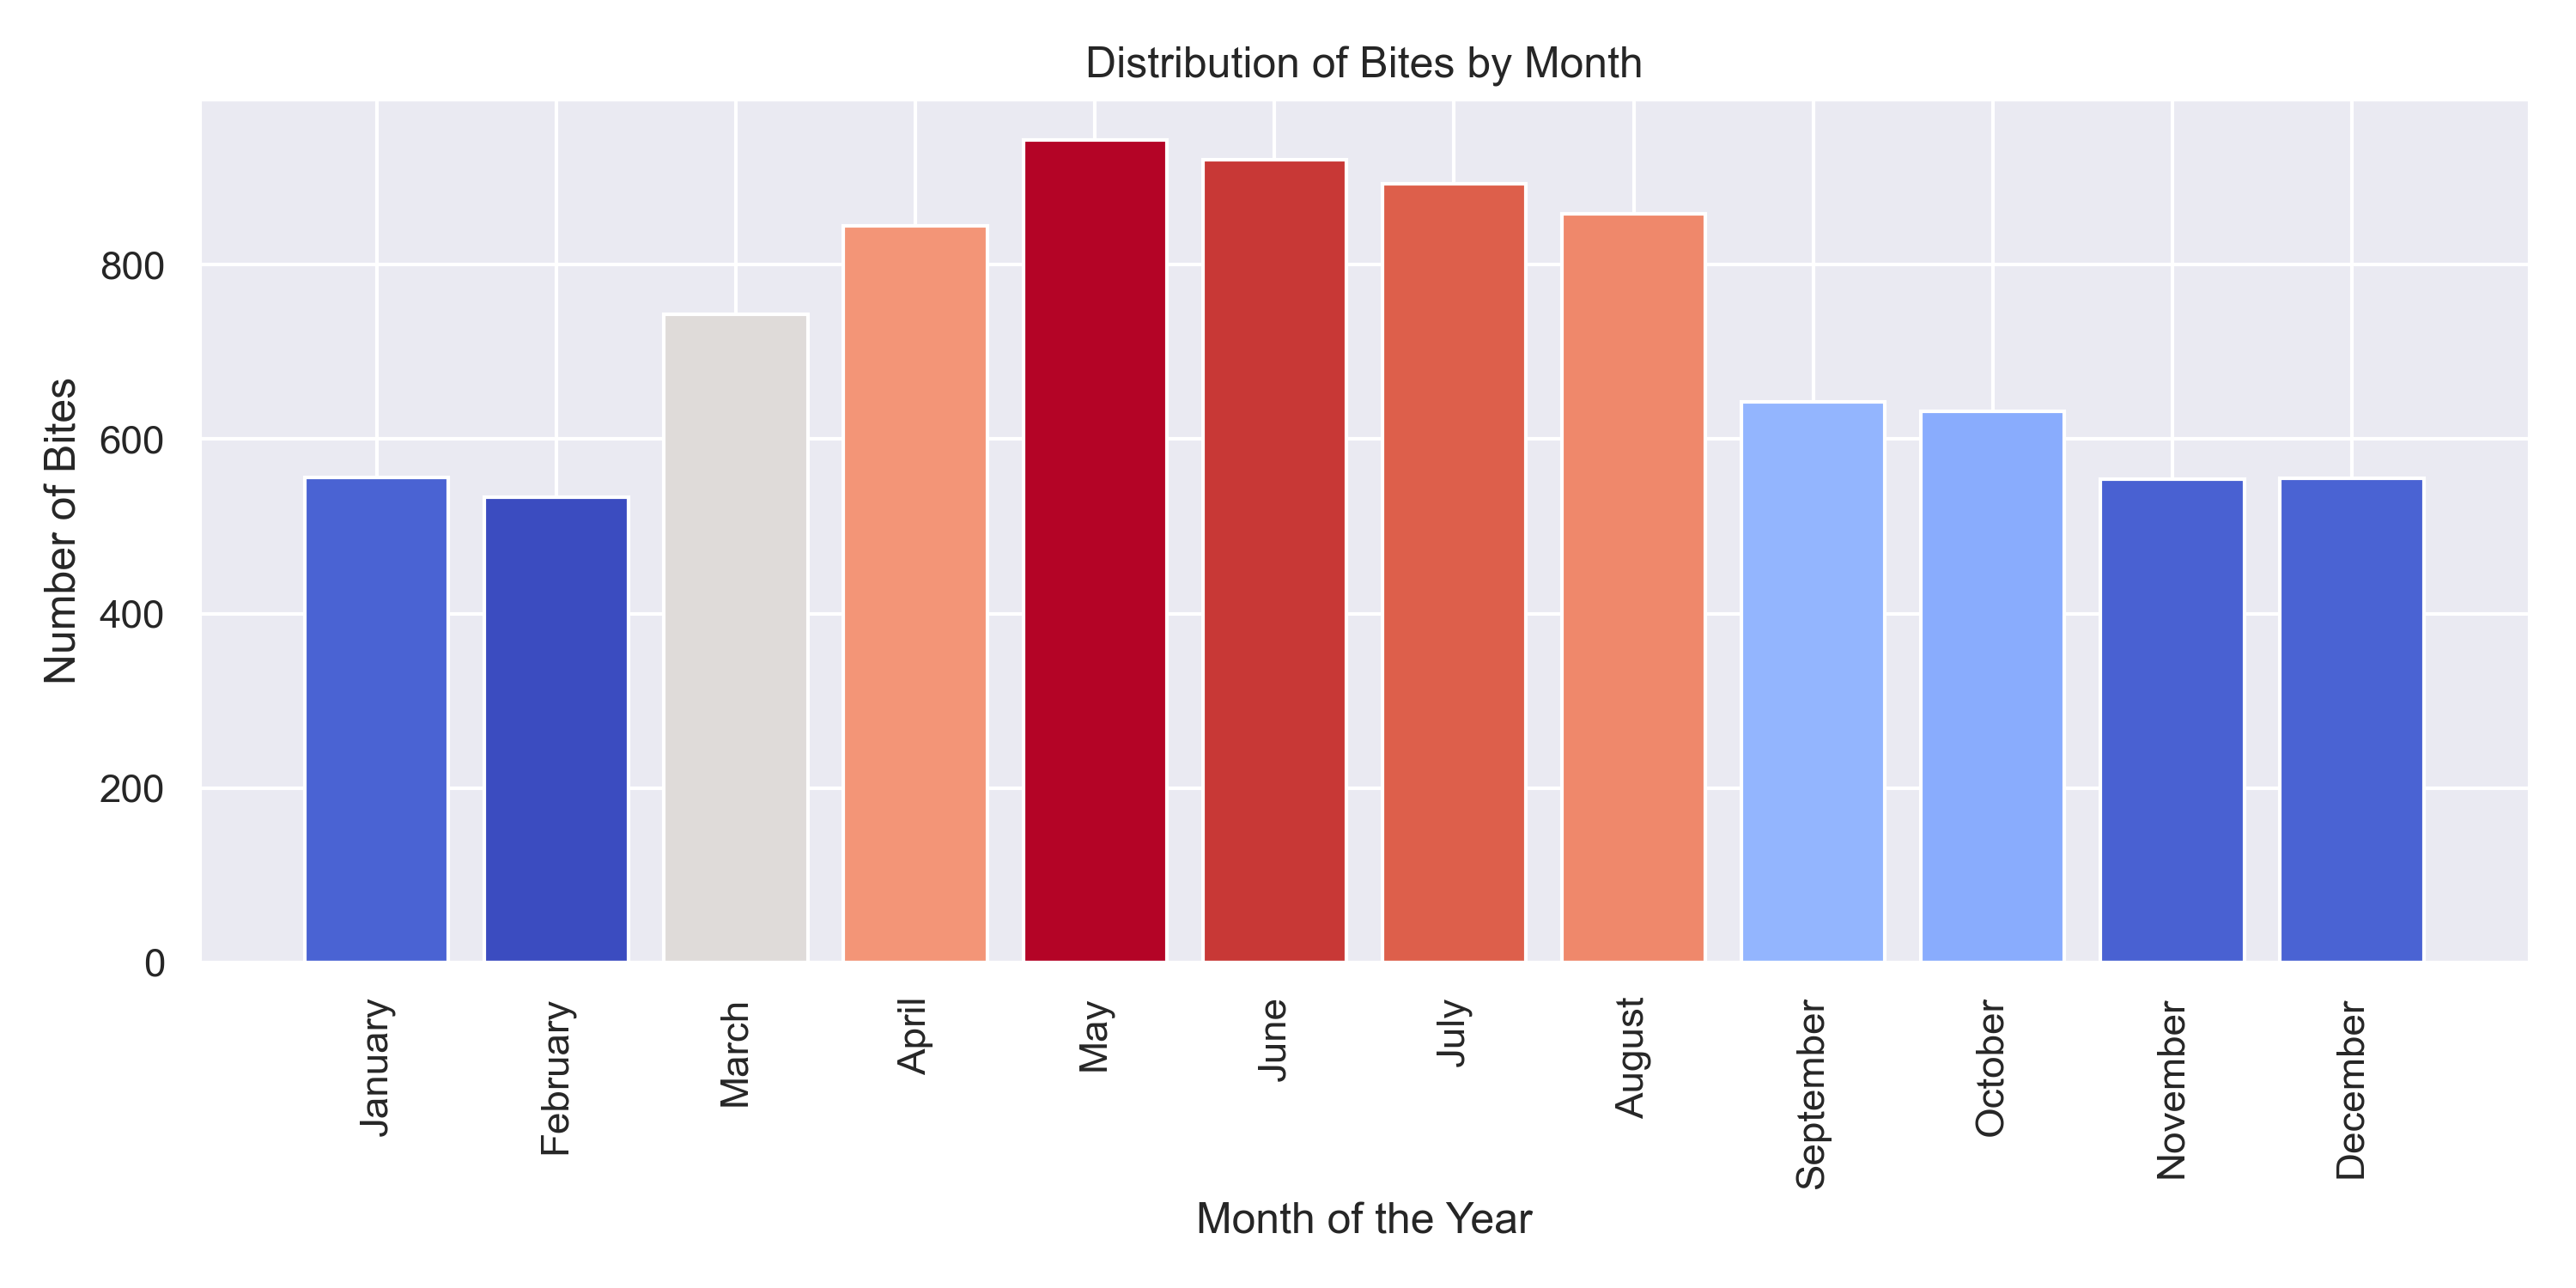 Distribution of Bites by Month
Number of Bites
800
600
400
200
0
January
February
March
April
May
June
July
August
September
October
November
December
Month of the Year